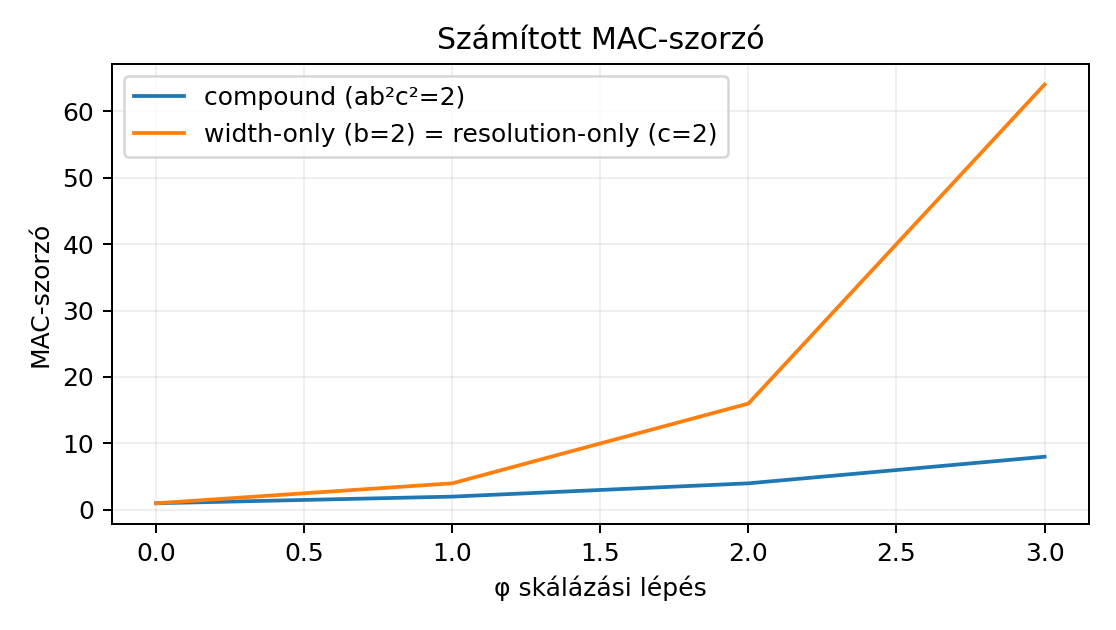 Számított MAC-szorzó
compound (ab²c²=2)
width-only (b=2) = resolution-only (c=2)
MAC-szorzó
60
50
40
30
20
10
0
0.0 0.5 1.0 1.5 2.0 2.5 3.0
φ skálázási lépés